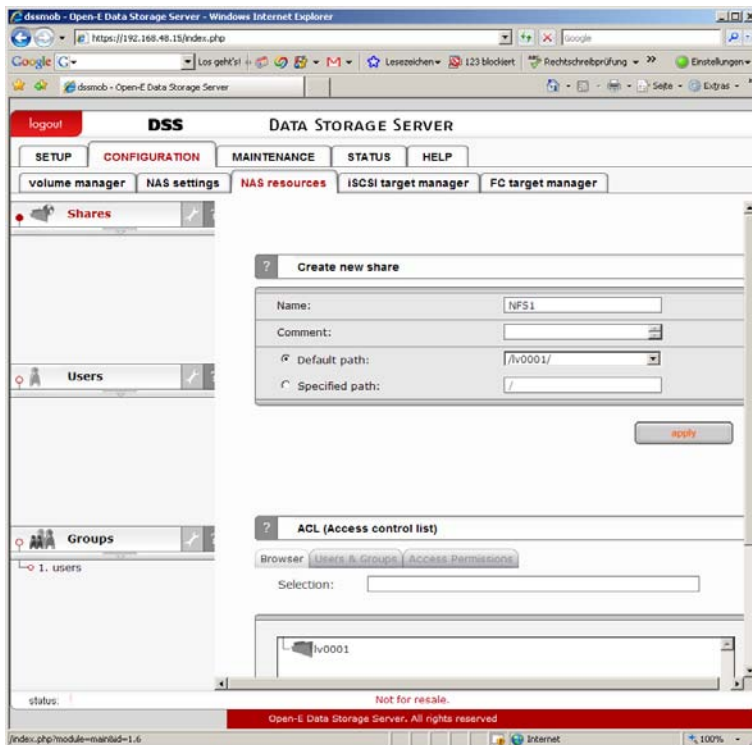 dssmob - Open-E Data Storage Server - Windows Internet Explorer
https://192.168.48.15/index.php
Google
Google G
Los geht's!
Lesezeichen
123 blockiert
Rechtschreibprüfung
Einstellungen
dssmob - Open-E Data Storage Server
Seite
Extras
logout
DSS
DATA STORAGE SERVER
SETUP
CONFIGURATION
MAINTENANCE
STATUS
HELP
volume manager
NAS settings
NAS resources
iSCSI target manager
FC target manager
Shares
? Create new share
Name: NFS1
Comment:
Default path: /lv0001/
Specified path: /
apply
Users
Groups
1. users
? ACL (Access control list)
Browser
Users & Groups
Access Permissions
Selection:
lv0001
status:
Not for resale.
Open-E Data Storage Server. All rights reserved
/index.php?module=main&id=1.6
Internet
100%